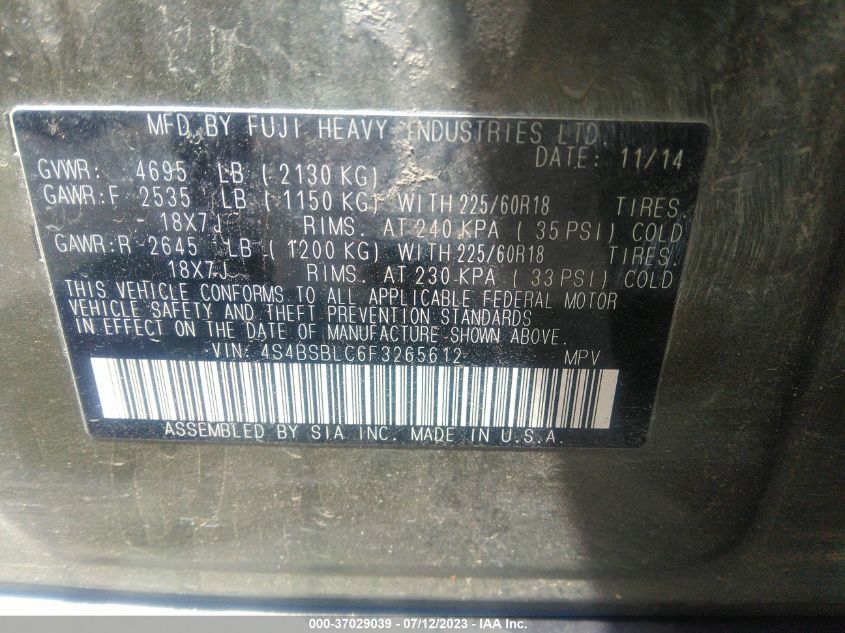 MFD BY FUJI HEAVY INDUSTRIES LTD.
DATE: 11/14
GVWR: 4695 LB ( 2130 KG)
GAWR:F 2535 LB ( 1150 KG) WITH 225/60R18 TIRES.
18X7J RIMS. AT 240 KPA ( 35 PSI) COLD
GAWR:R 2645 LB ( 1200 KG) WITH 225/60R18 TIRES.
18X7J RIMS. AT 230 KPA ( 33 PSI) COLD
THIS VEHICLE CONFORMS TO ALL APPLICABLE FEDERAL MOTOR
VEHICLE SAFETY AND THEFT PREVENTION STANDARDS
IN EFFECT ON THE DATE OF MANUFACTURE SHOWN ABOVE.
VIN: 4S4BSBLC6F3265612 MPV
ASSEMBLED BY SIA INC. MADE IN U.S.A.
000-37029039 - 07/12/2023 - IAA Inc.